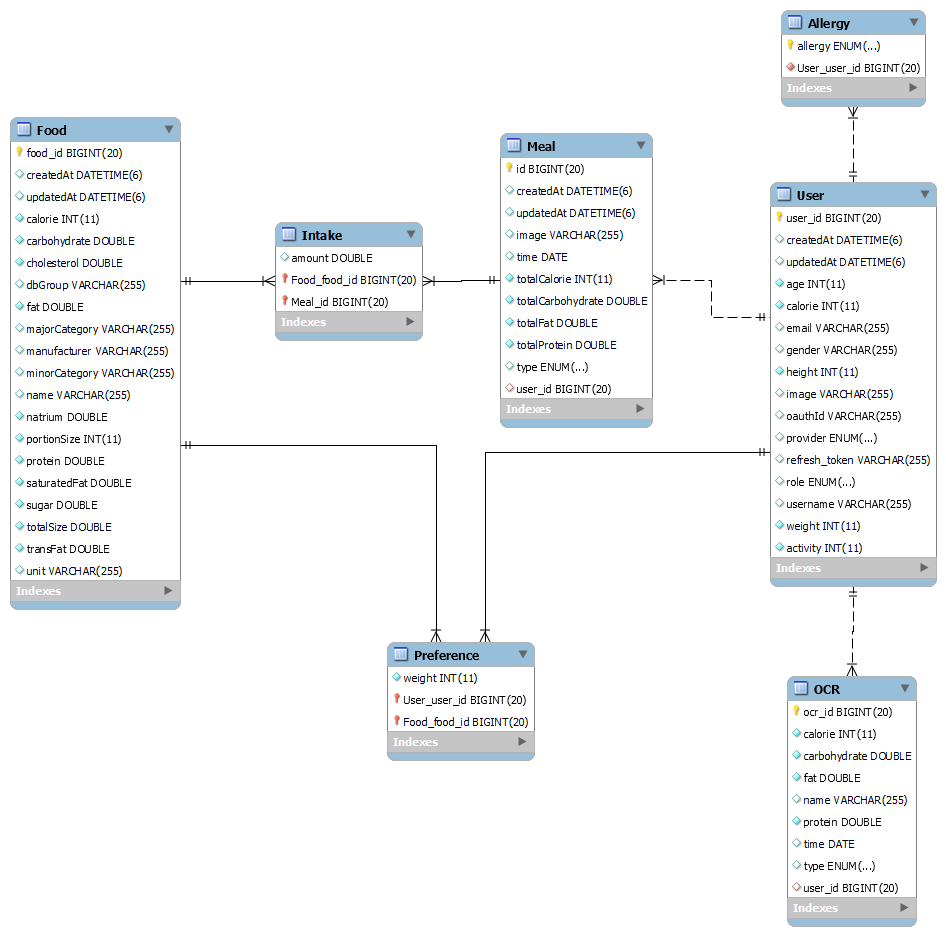 Allergy
allergy ENUM(...)
User_user_id BIGINT(20)
Indexes
Food
food_id BIGINT(20)
createdAt DATETIME(6)
updatedAt DATETIME(6)
calorie INT(11)
carbohydrate DOUBLE
cholesterol DOUBLE
dbGroup VARCHAR(255)
fat DOUBLE
majorCategory VARCHAR(255)
manufacturer VARCHAR(255)
minorCategory VARCHAR(255)
name VARCHAR(255)
natrium DOUBLE
portionSize INT(11)
protein DOUBLE
saturatedFat DOUBLE
sugar DOUBLE
totalSize DOUBLE
transFat DOUBLE
unit VARCHAR(255)
Indexes
Intake
amount DOUBLE
Food_food_id BIGINT(20)
Meal_id BIGINT(20)
Indexes
Meal
id BIGINT(20)
createdAt DATETIME(6)
updatedAt DATETIME(6)
image VARCHAR(255)
time DATE
totalCalorie INT(11)
totalCarbohydrate DOUBLE
totalFat DOUBLE
totalProtein DOUBLE
type ENUM(...)
user_id BIGINT(20)
Indexes
User
user_id BIGINT(20)
createdAt DATETIME(6)
updatedAt DATETIME(6)
age INT(11)
calorie INT(11)
email VARCHAR(255)
gender VARCHAR(255)
height INT(11)
image VARCHAR(255)
oauthId VARCHAR(255)
provider ENUM(...)
refresh_token VARCHAR(255)
role ENUM(...)
username VARCHAR(255)
weight INT(11)
activity INT(11)
Indexes
Preference
weight INT(11)
User_user_id BIGINT(20)
Food_food_id BIGINT(20)
Indexes
OCR
ocr_id BIGINT(20)
calorie INT(11)
carbohydrate DOUBLE
fat DOUBLE
name VARCHAR(255)
protein DOUBLE
time DATE
type ENUM(...)
user_id BIGINT(20)
Indexes